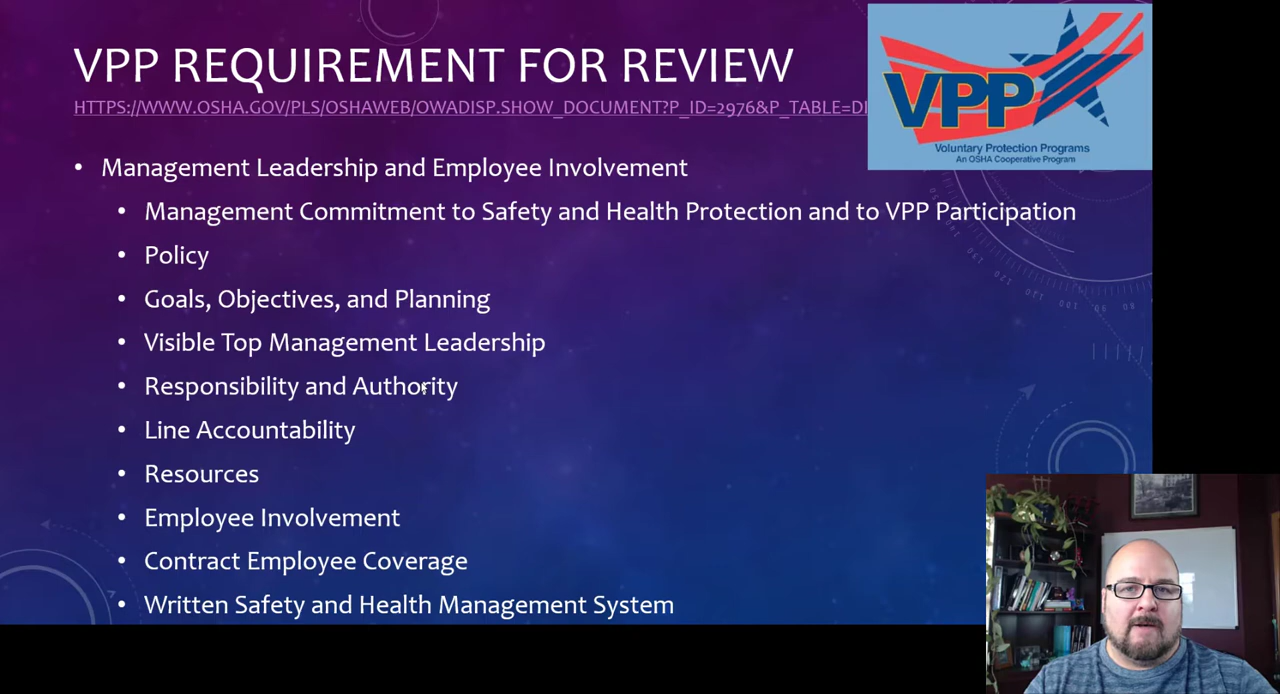 VPP REQUIREMENT FOR REVIEW
HTTPS://WWW.OSHA.GOV/PLS/OSHAWEB/OWADISP.SHOW_DOCUMENT?P_ID=2976&P_TABLE=DI
VPP
Voluntary Protection Programs
An OSHA Cooperative Program
• Management Leadership and Employee Involvement
• Management Commitment to Safety and Health Protection and to VPP Participation
• Policy
• Goals, Objectives, and Planning
• Visible Top Management Leadership
• Responsibility and Authority
• Line Accountability
• Resources
• Employee Involvement
• Contract Employee Coverage
• Written Safety and Health Management System